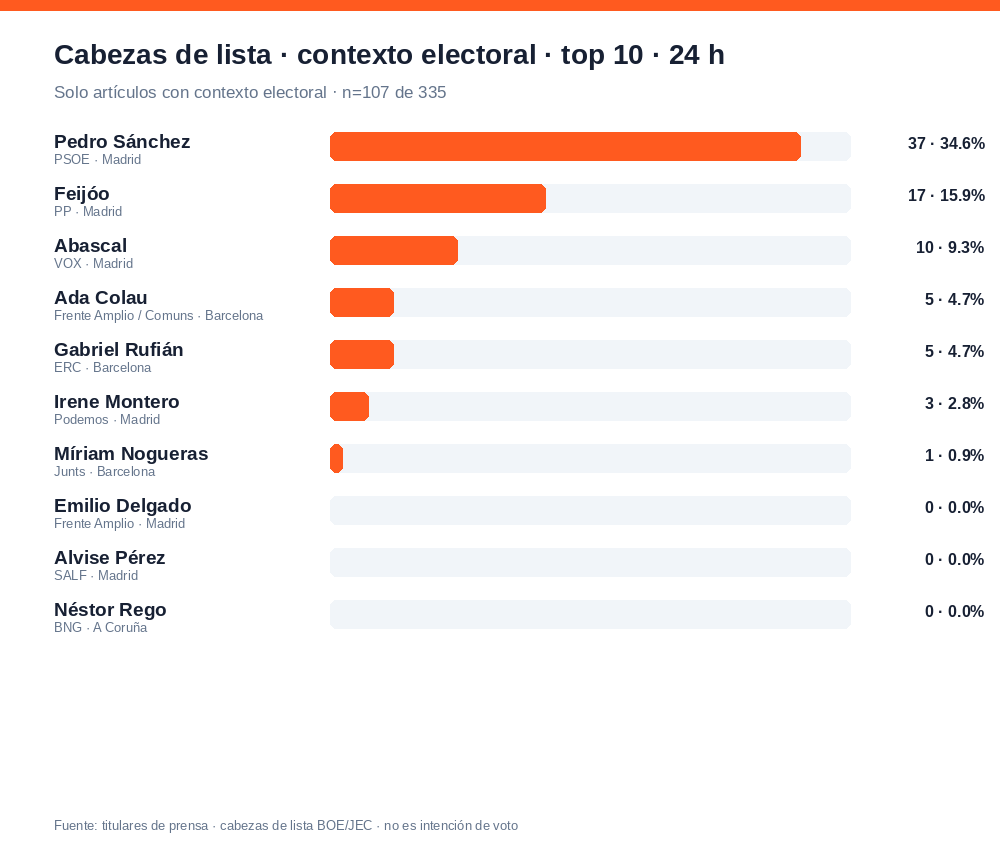 Cabezas de lista · contexto electoral · top 10 · 24 h
Solo artículos con contexto electoral · n=107 de 335
Pedro Sánchez
PSOE · Madrid
37 · 34.6%
Feijóo
PP · Madrid
17 · 15.9%
Abascal
VOX · Madrid
10 · 9.3%
Ada Colau
Frente Amplio / Comuns · Barcelona
5 · 4.7%
Gabriel Rufián
ERC · Barcelona
5 · 4.7%
Irene Montero
Podemos · Madrid
3 · 2.8%
Míriam Nogueras
Junts · Barcelona
1 · 0.9%
Emilio Delgado
Frente Amplio · Madrid
0 · 0.0%
Alvise Pérez
SALF · Madrid
0 · 0.0%
Néstor Rego
BNG · A Coruña
0 · 0.0%
Fuente: titulares de prensa · cabezas de lista BOE/JEC · no es intención de voto